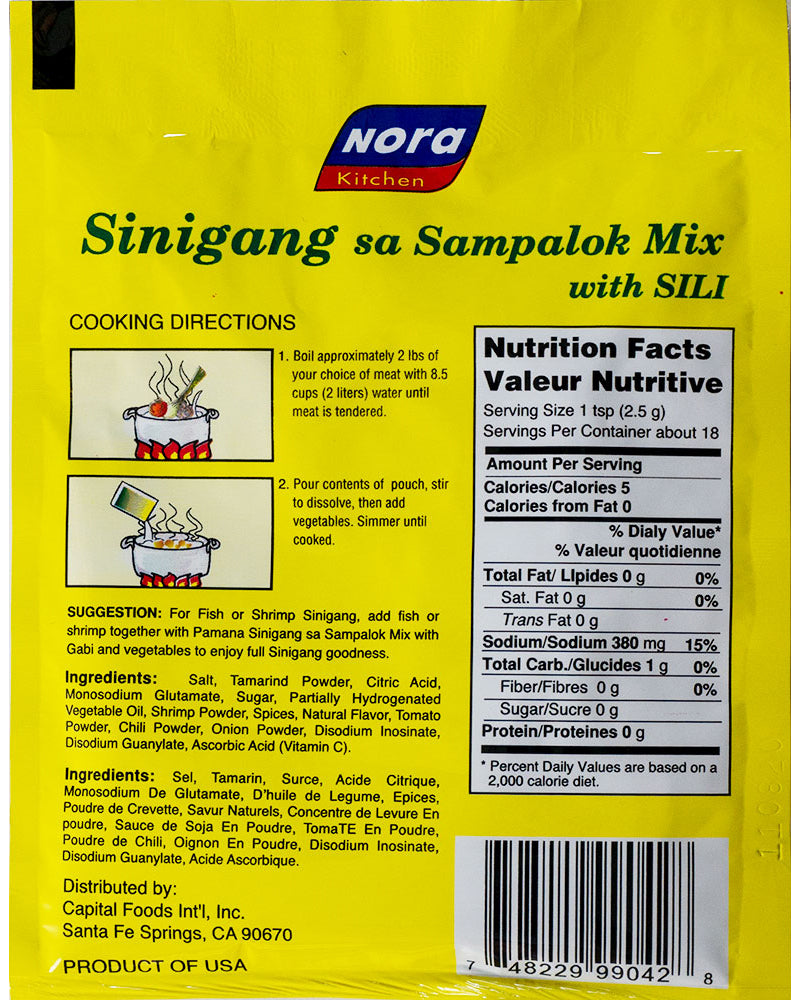 Nora
Kitchen
Sinigang sa Sampalok Mix
with SILI
COOKING DIRECTIONS
1. Boil approximately 2 lbs of
your choice of meat with 8.5
cups (2 liters) water until
meat is tendered.
2. Pour contents of pouch, stir
to dissolve, then add
vegetables. Simmer until
cooked.
SUGGESTION: For Fish or Shrimp Sinigang, add fish or
shrimp together with Pamana Sinigang sa Sampalok Mix with
Gabi and vegetables to enjoy full Sinigang goodness.
Ingredients: Salt, Tamarind Powder, Citric Acid,
Monosodium Glutamate, Sugar, Partially Hydrogenated
Vegetable Oil, Shrimp Powder, Spices, Natural Flavor, Tomato
Powder, Chili Powder, Onion Powder, Disodium Inosinate,
Disodium Guanylate, Ascorbic Acid (Vitamin C).
Ingredients: Sel, Tamarin, Surce, Acide Citrique,
Monosodium De Glutamate, D'huile de Legume, Epices,
Poudre de Crevette, Savur Naturels, Concentre de Levure En
poudre, Sauce de Soja En Poudre, TomaTE En Poudre,
Poudre de Chili, Oignon En Poudre, Disodium Inosinate,
Disodium Guanylate, Acide Ascorbique.
Distributed by:
Capital Foods Int'l, Inc.
Santa Fe Springs, CA 90670
PRODUCT OF USA
Nutrition Facts
Valeur Nutritive
Serving Size 1 tsp (2.5 g)
Servings Per Container about 18
Amount Per Serving
Calories/Calories 5
Calories from Fat 0
% Dialy Value*
% Valeur quotidienne
Total Fat/ LIpides 0 g 0%
Sat. Fat 0 g 0%
Trans Fat 0 g
Sodium/Sodium 380 mg 15%
Total Carb./Glucides 1 g 0%
Fiber/Fibres 0 g 0%
Sugar/Sucre 0 g
Protein/Proteines 0 g
* Percent Daily Values are based on a
2,000 calorie diet.
7 48229 99042 8